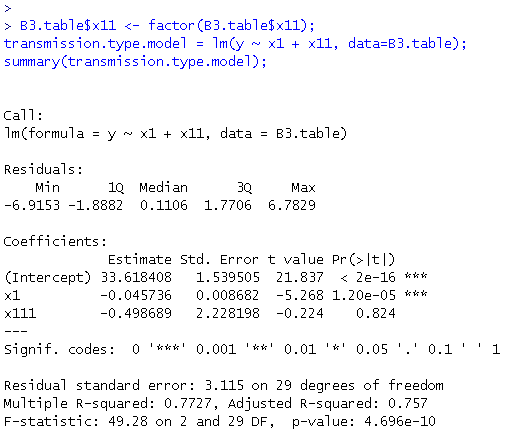 >
> B3.table$x11 <- factor(B3.table$x11);
transmission.type.model = lm(y ~ x1 + x11, data=B3.table);
summary(transmission.type.model);
Call:
lm(formula = y ~ x1 + x11, data = B3.table)
Residuals:
    Min      1Q  Median      3Q     Max
-6.9153 -1.8882  0.1106  1.7706  6.7829
Coefficients:
             Estimate Std. Error t value Pr(>|t|)
(Intercept) 33.618408   1.539505  21.837  < 2e-16 ***
x1          -0.045736   0.008682  -5.268 1.20e-05 ***
x111        -0.498689   2.228198  -0.224    0.824
---
Signif. codes:  0 '***' 0.001 '**' 0.01 '*' 0.05 '.' 0.1 ' ' 1
Residual standard error: 3.115 on 29 degrees of freedom
Multiple R-squared: 0.7727, Adjusted R-squared: 0.757
F-statistic: 49.28 on 2 and 29 DF,  p-value: 4.696e-10